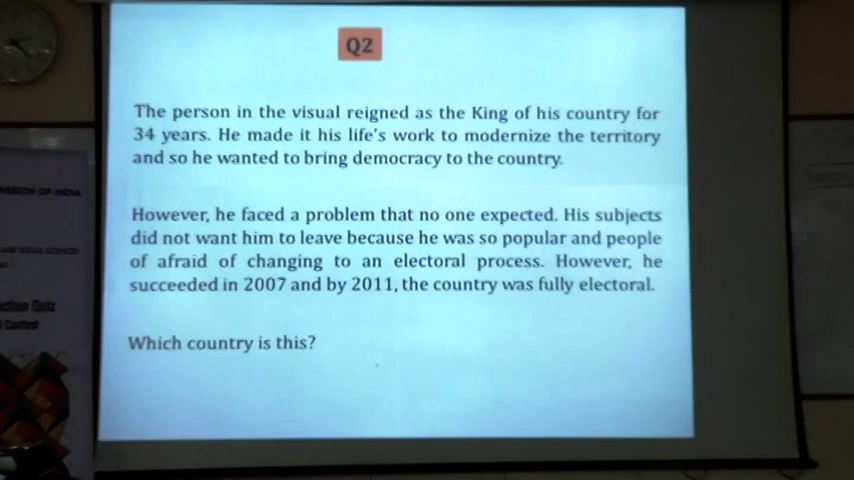 Q2
The person in the visual reigned as the King of his country for
34 years. He made it his life's work to modernize the territory
and so he wanted to bring democracy to the country.
However, he faced a problem that no one expected. His subjects
did not want him to leave because he was so popular and people
of afraid of changing to an electoral process. However, he
succeeded in 2007 and by 2011, the country was fully electoral.
Which country is this?
OF INDIA
Quiz